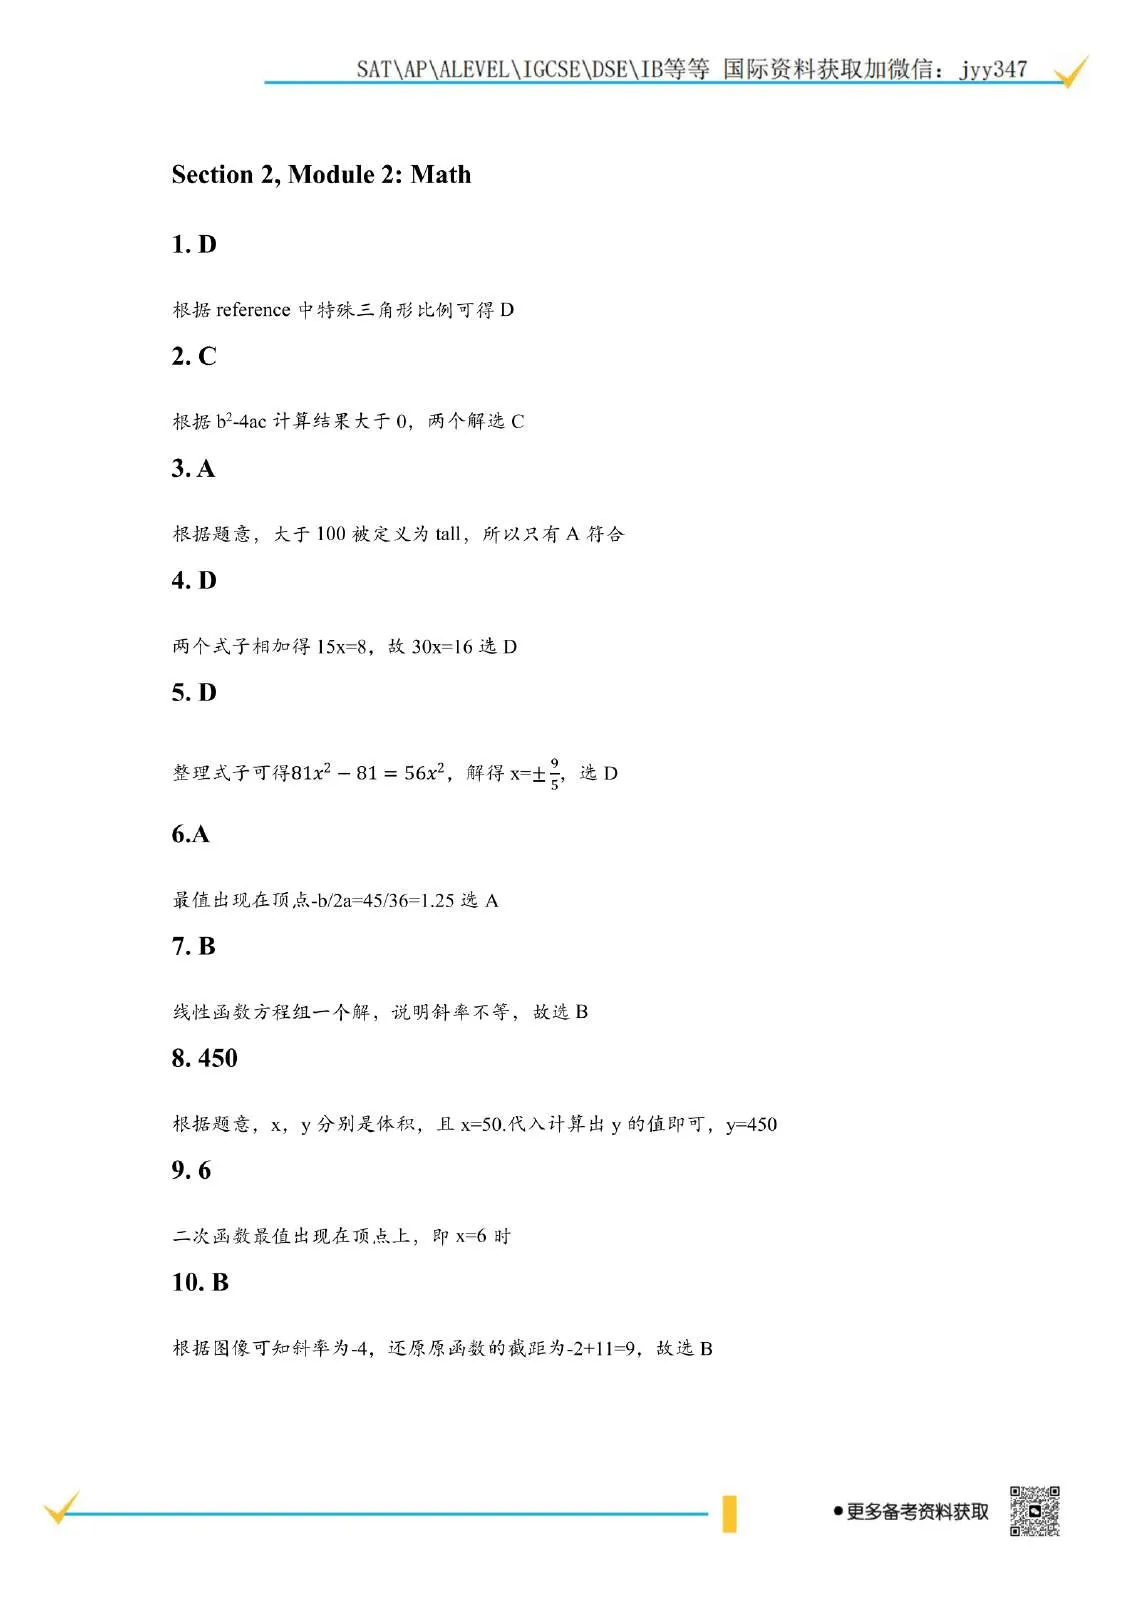 SAT\AP\ALEVEL\IGCSE\DSE\IB等等 国际资料获取加微信：jyy347
Section 2, Module 2: Math
1. D
根据 reference 中特殊三角形比例可得 D
2. C
根据 b²-4ac 计算结果大于 0，两个解选 C
3. A
根据题意，大于 100 被定义为 tall，所以只有 A 符合
4. D
两个式子相加得 15x=8，故 30x=16 选 D
5. D
整理式子可得81x² − 81 = 56x²，解得 x=±9/5，选 D
6.A
最值出现在顶点-b/2a=45/36=1.25 选 A
7. B
线性函数方程组一个解，说明斜率不等，故选 B
8. 450
根据题意，x，y 分别是体积，且 x=50.代入计算出 y 的值即可，y=450
9. 6
二次函数最值出现在顶点上，即 x=6 时
10. B
根据图像可知斜率为-4，还原原函数的截距为-2+11=9，故选 B
●更多备考资料获取